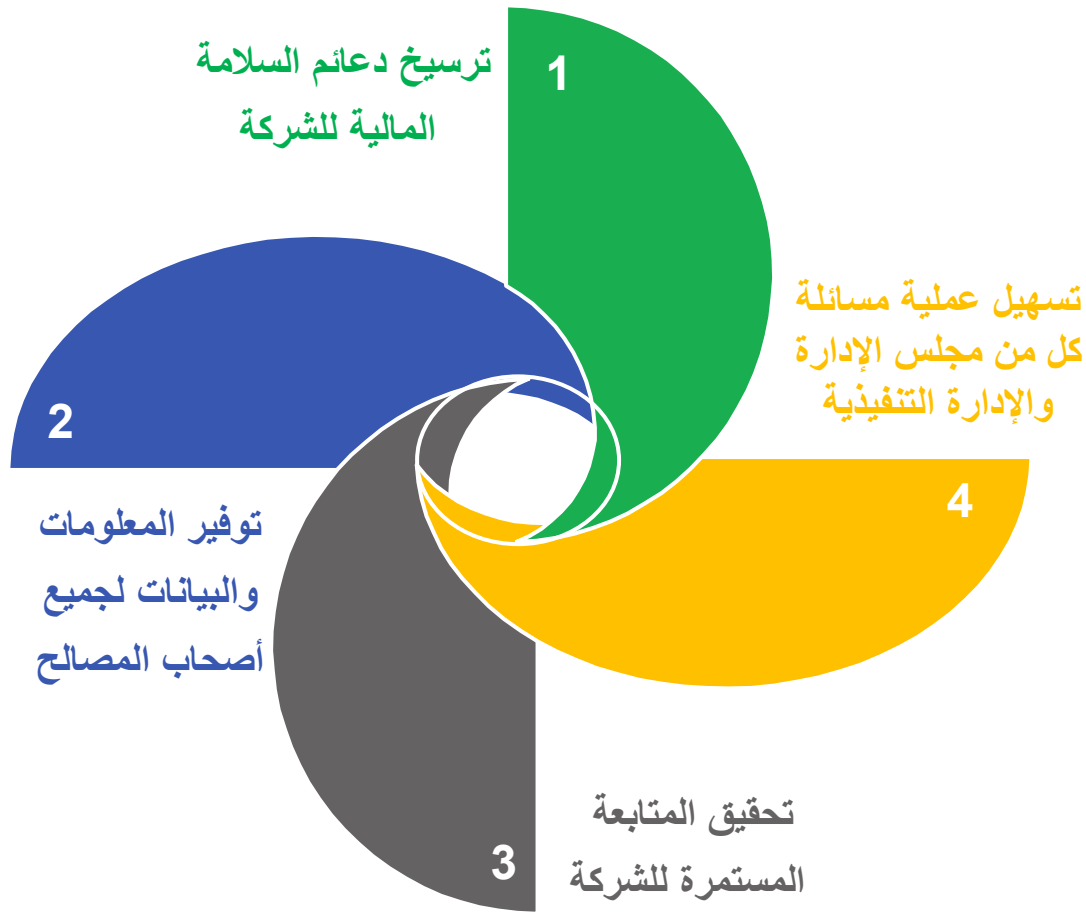 1
ترسيخ دعائم السلامة
المالية للشركة
2
توفير المعلومات
والبيانات لجميع
أصحاب المصالح
3
تحقيق المتابعة
المستمرة للشركة
4
تسهيل عملية مسائلة
كل من مجلس الإدارة
والإدارة التنفيذية